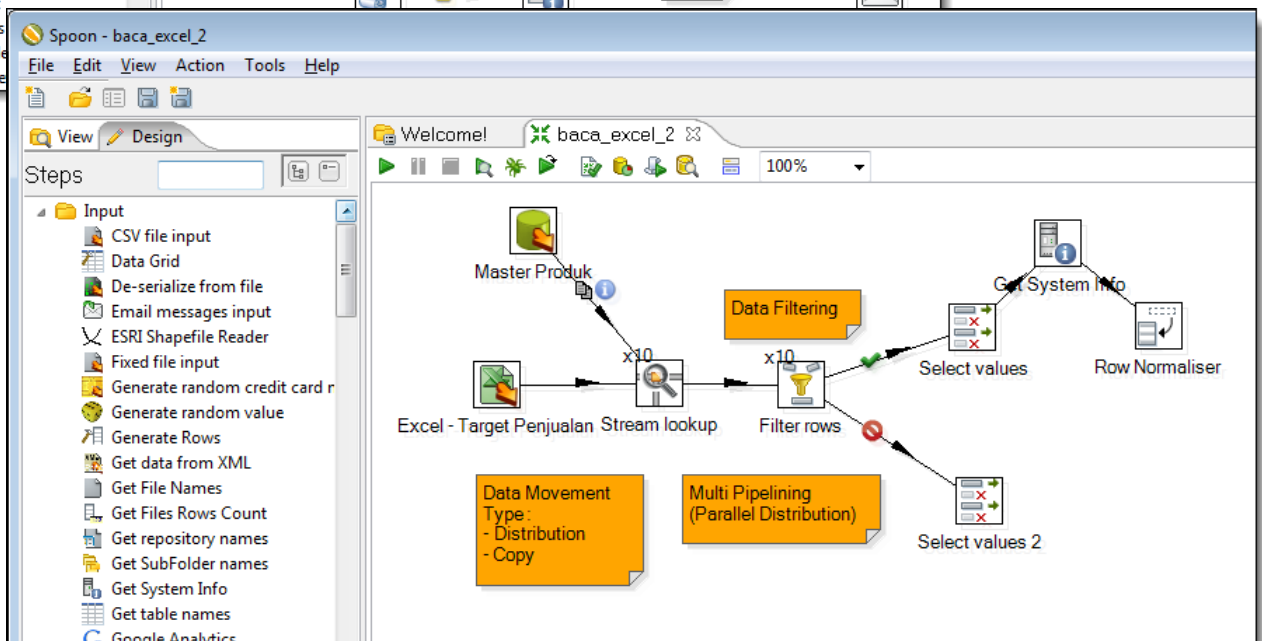 Spoon - baca_excel_2
File Edit View Action Tools Help
View Design
Steps
Input
CSV file input
Data Grid
De-serialize from file
Email messages input
ESRI Shapefile Reader
Fixed file input
Generate random credit card r
Generate random value
Generate Rows
Get data from XML
Get File Names
Get Files Rows Count
Get repository names
Get SubFolder names
Get System Info
Get table names
Google Analytics
Welcome! baca_excel_2
100%
Master Produk
Data Filtering
Get System Info
x10
x10
Select values
Row Normaliser
Excel - Target Penjualan
Stream lookup
Filter rows
Data Movement
Type :
- Distribution
- Copy
Multi Pipelining
(Parallel Distribution)
Select values 2